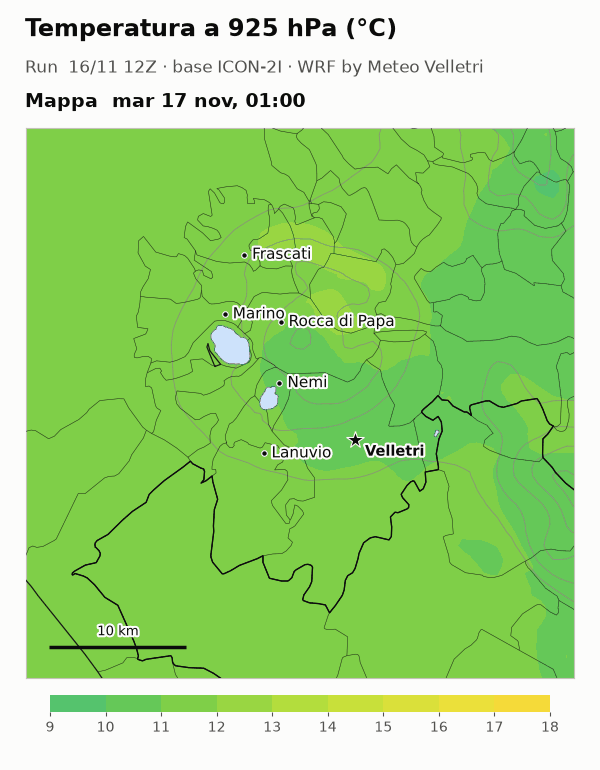 Temperatura a 925 hPa (°C)
Run  16/11 12Z · base ICON-2I · WRF by Meteo Velletri
Mappa  mar 17 nov, 01:00
Frascati
Marino
Rocca di Papa
Nemi
Velletri
Lanuvio
10 km
9 10 11 12 13 14 15 16 17 18